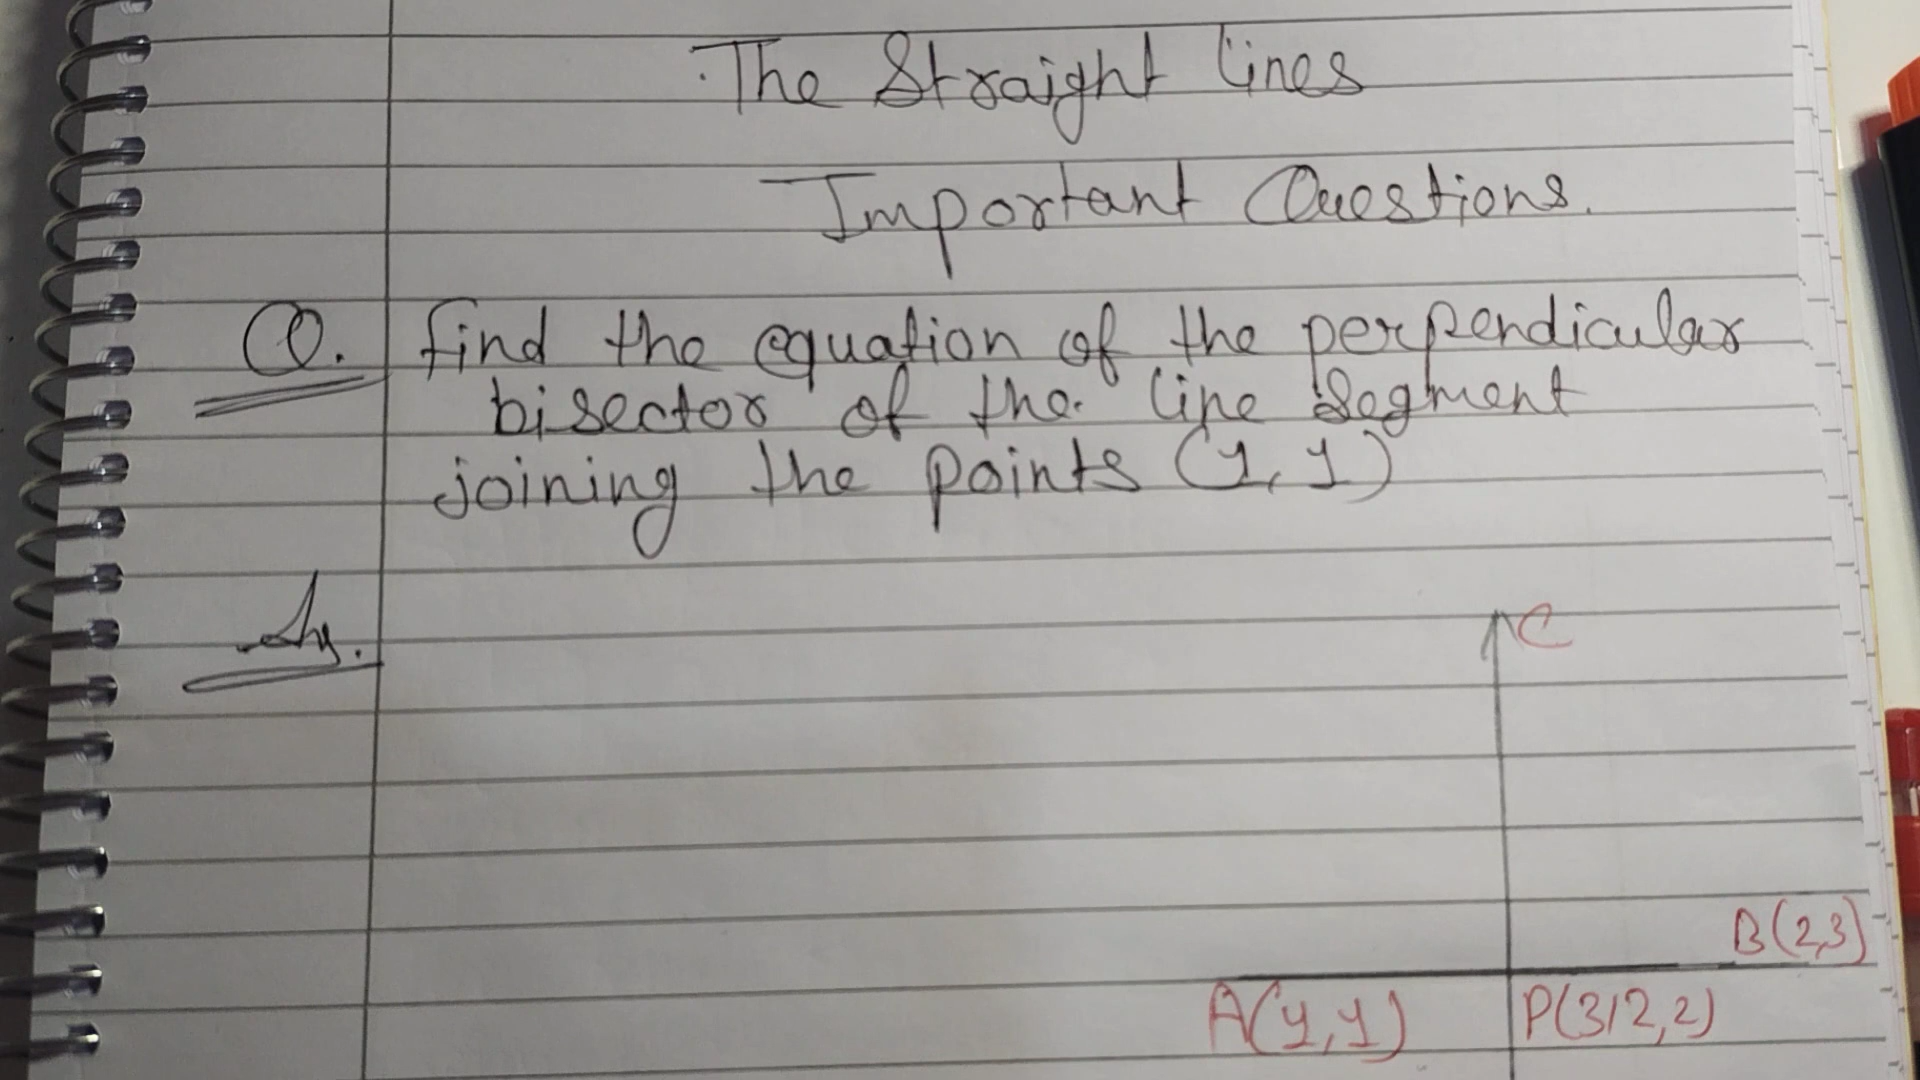 The Straight lines
Important Questions.
Q. find the equation of the perpendicular
bisector of the line segment
joining the points (1, 1)
C
B(2,3)
A(1,1)
P(3/2,2)